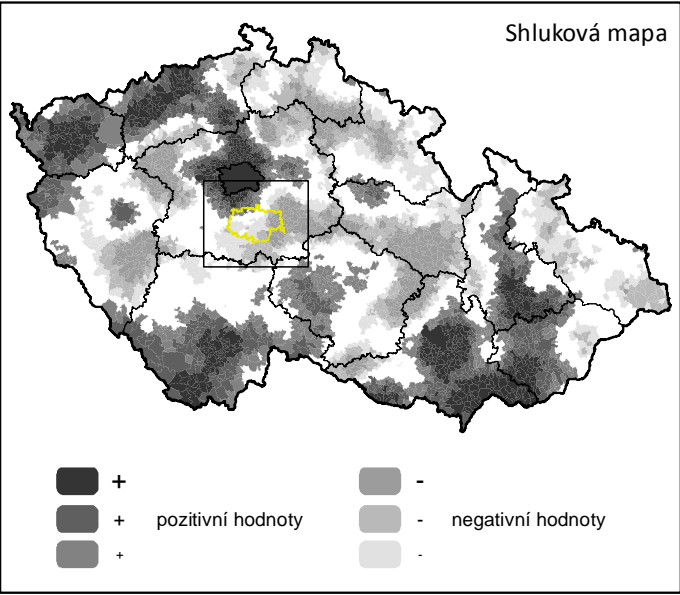 Shluková mapa
+ -
+ pozitivní hodnoty - negativní hodnoty
+ -